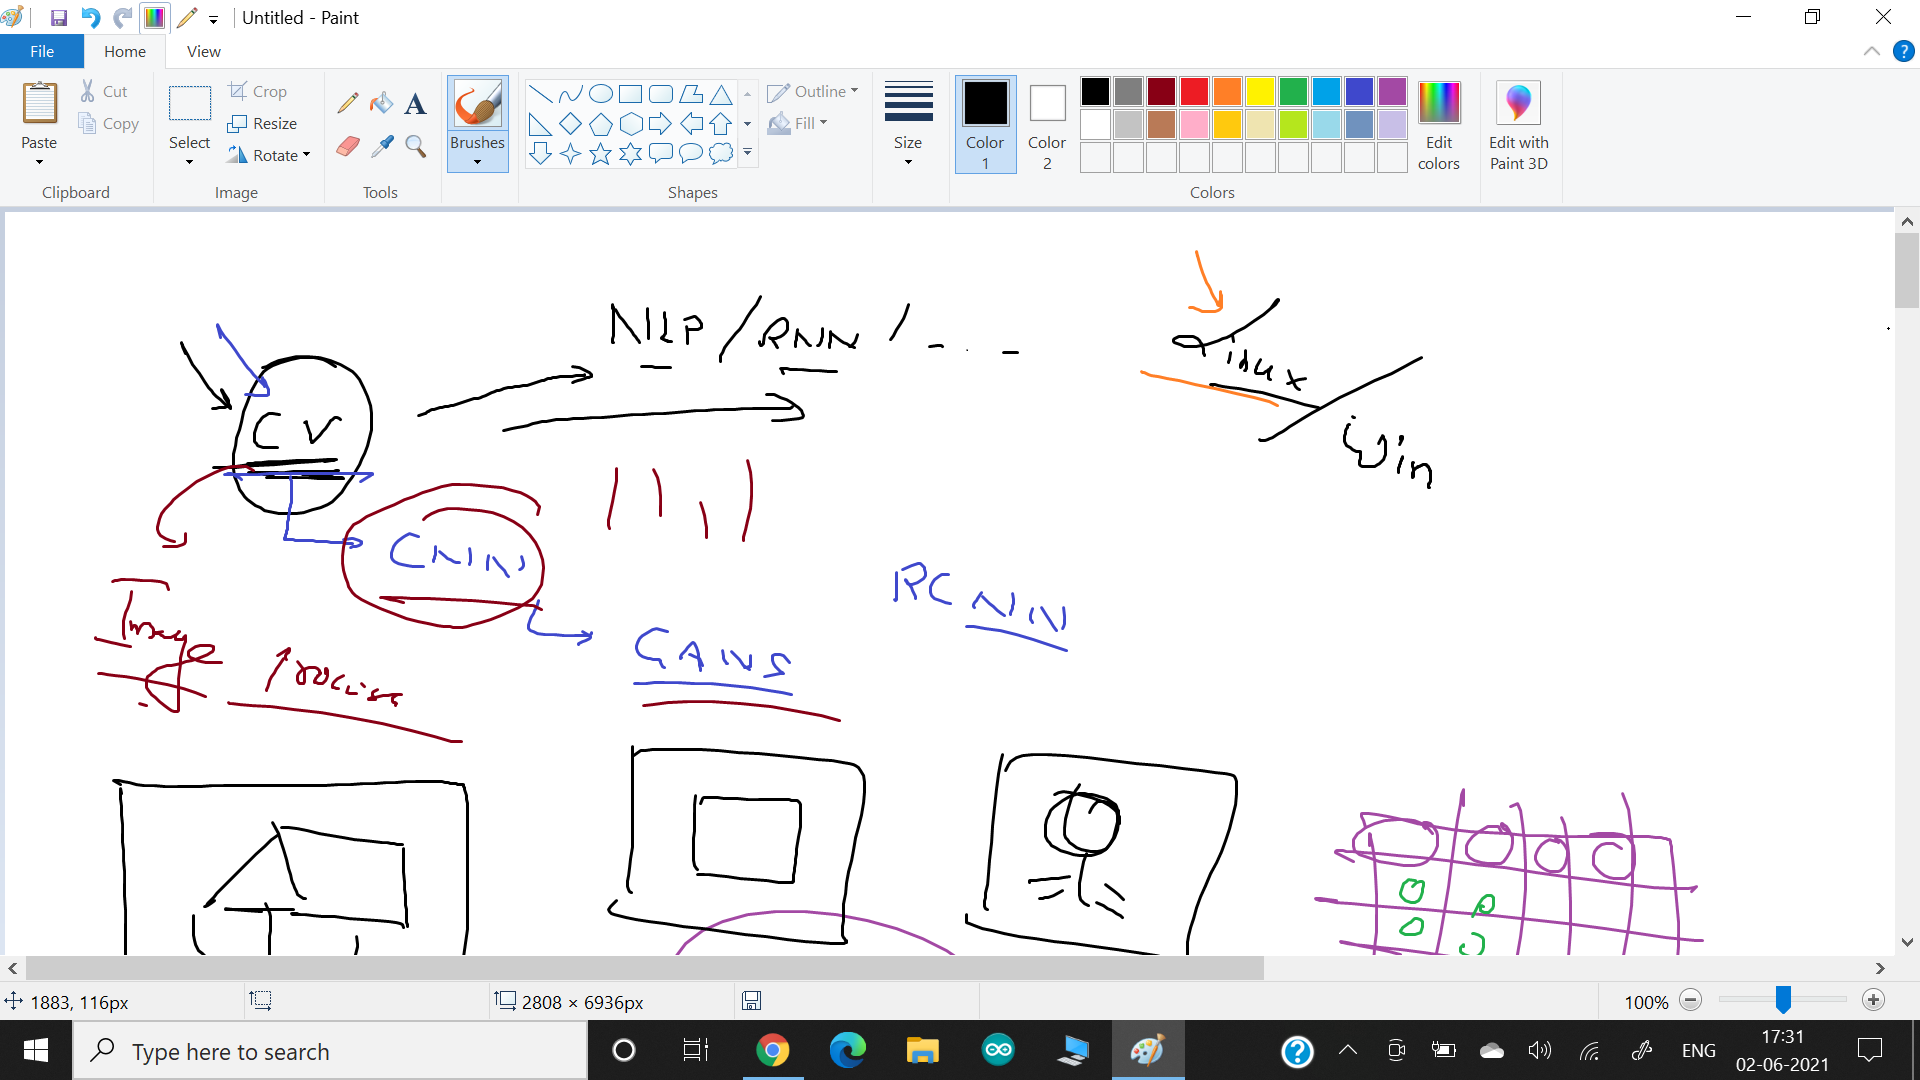 Untitled - Paint
File
Home
View
Paste
Cut
Copy
Clipboard
Select
Crop
Resize
Rotate
Image
Tools
Brushes
Shapes
Outline
Fill
Size
Color 1
Color 2
Edit colors
Colors
Edit with Paint 3D
NLP / RNN / - - -
Linux
Win
CV
CNN
RCNN
GANS
Image
1883, 116px
2808 × 6936px
100%
Type here to search
ENG
17:31
02-06-2021